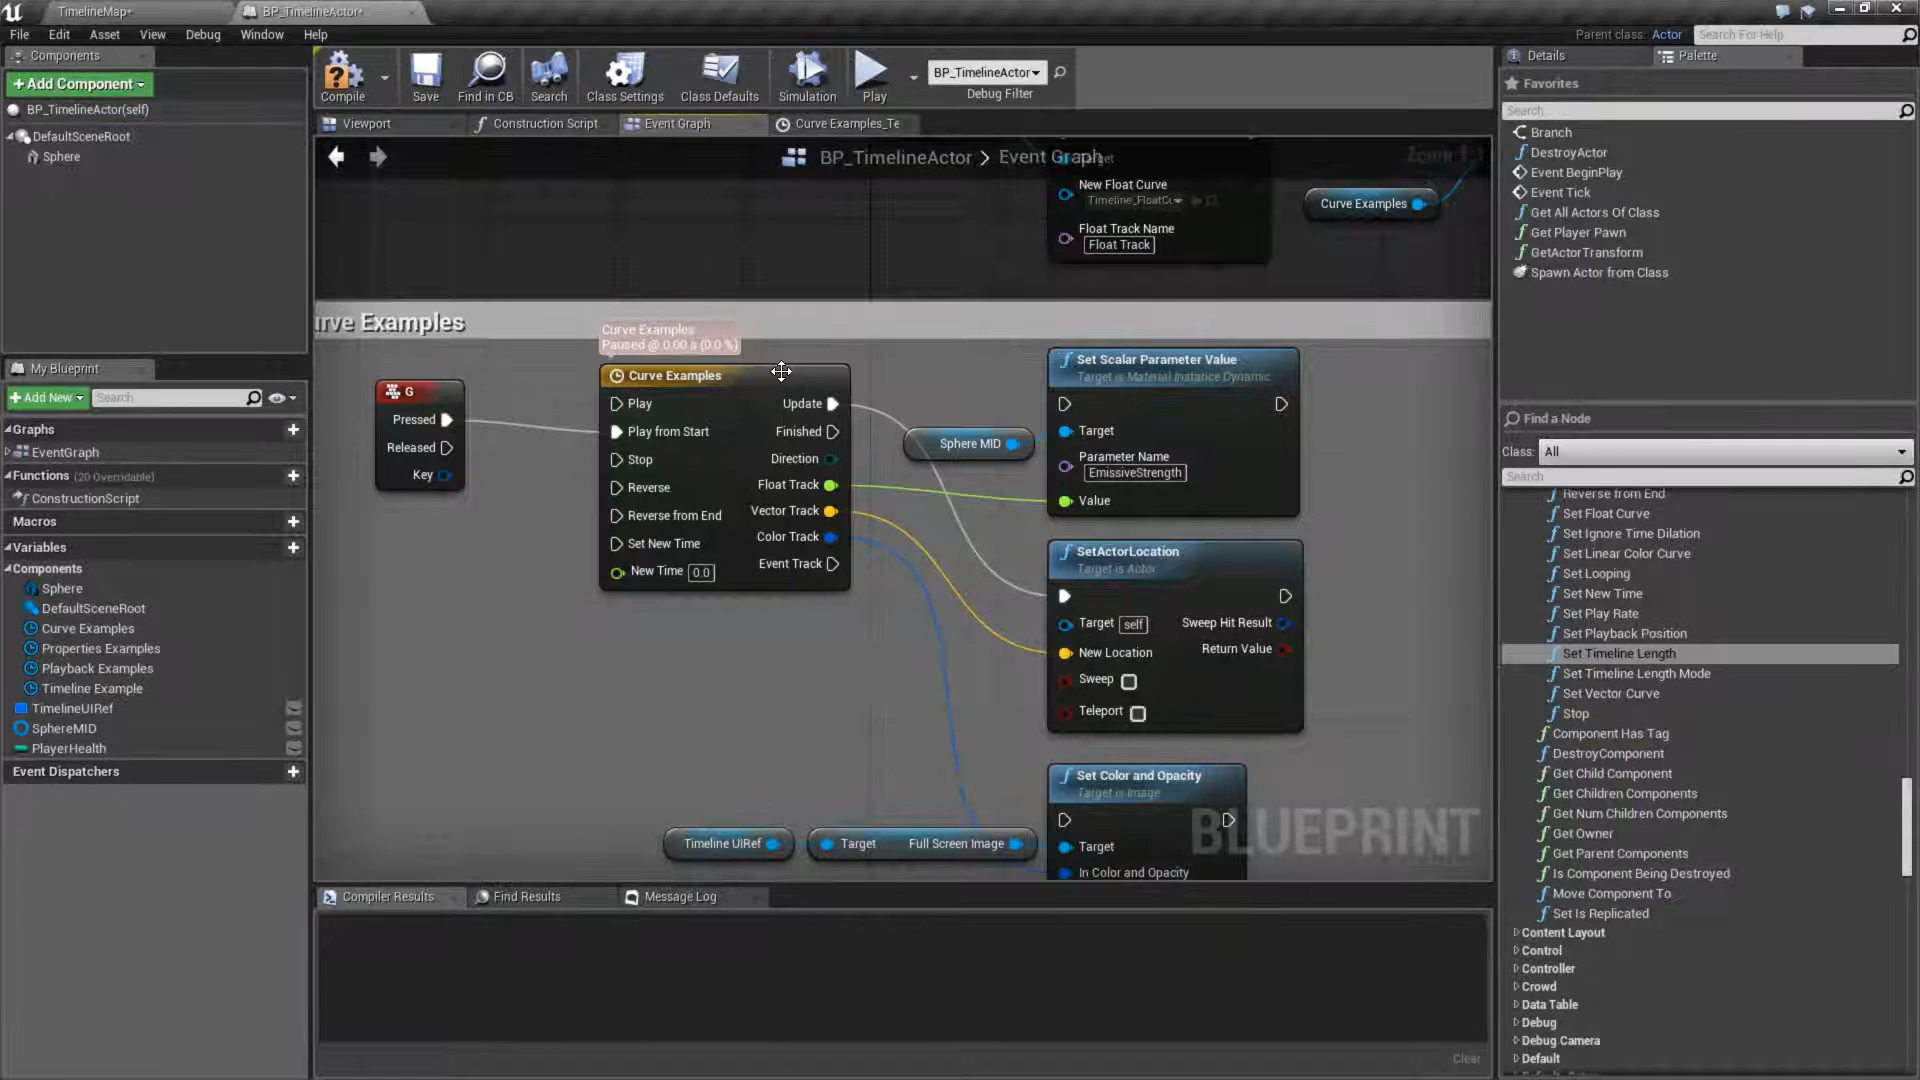 TimelineMap*
BP_TimelineActor*
File Edit Asset View Debug Window Help
Parent class: Actor
Search For Help
Components
+Add Component
BP_TimelineActor(self)
DefaultSceneRoot
Sphere
Compile
Save
Find in CB
Search
Class Settings
Class Defaults
Simulation
Play
BP_TimelineActor
Debug Filter
Viewport
Construction Script
Event Graph
Curve Examples_Te
BP_TimelineActor > Event Graph
Target
New Float Curve
Float Track Name
Float Track
Curve Examples
urve Examples
Curve Examples
Paused @ 0.00 s (0.0 %)
G
Pressed
Released
Key
Curve Examples
Play
Play from Start
Stop
Reverse
Reverse from End
Set New Time
New Time 0.0
Update
Finished
Direction
Float Track
Vector Track
Color Track
Event Track
Sphere MID
Set Scalar Parameter Value
Target is Material Instance Dynamic
Target
Parameter Name
EmissiveStrength
Value
SetActorLocation
Target is Actor
Target self
New Location
Sweep
Teleport
Sweep Hit Result
Return Value
Set Color and Opacity
Target is Image
Target
In Color and Opacity
Timeline UIRef
Target
Full Screen Image
BLUEPRINT
My Blueprint
+Add New
Search
Graphs
EventGraph
Functions (20 Overridable)
ConstructionScript
Macros
Variables
Components
Sphere
DefaultSceneRoot
Curve Examples
Properties Examples
Playback Examples
Timeline Example
TimelineUIRef
SphereMID
PlayerHealth
Event Dispatchers
Compiler Results
Find Results
Message Log
Clear
Details
Palette
Favorites
Search
Branch
DestroyActor
Event BeginPlay
Event Tick
Get All Actors Of Class
Get Player Pawn
GetActorTransform
Spawn Actor from Class
Find a Node
Class: All
Search
Reverse from End
Set Float Curve
Set Ignore Time Dilation
Set Linear Color Curve
Set Looping
Set New Time
Set Play Rate
Set Playback Position
Set Timeline Length
Set Timeline Length Mode
Set Vector Curve
Stop
Component Has Tag
DestroyComponent
Get Child Component
Get Children Components
Get Num Children Components
Get Owner
Get Parent Components
Is Component Being Destroyed
Move Component To
Set Is Replicated
Content Layout
Control
Controller
Crowd
Data Table
Debug
Debug Camera
Default